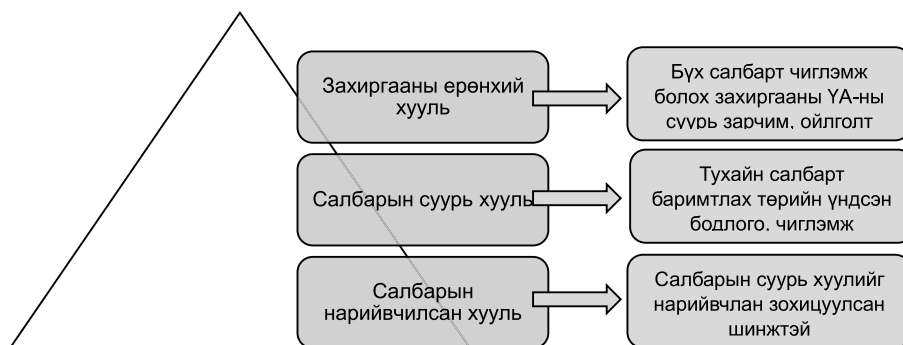 Захиргааны ерөнхий
хууль
Бүх салбарт чиглэмж
болох захиргааны ҮА-ны
суурь зарчим, ойлголт
Салбарын суурь хууль
Тухайн салбарт
баримтлах төрийн үндсэн
бодлого, чиглэмж
Салбарын
нарийвчилсан хууль
Салбарын суурь хуулийг
нарийвчлан зохицуулсан
шинжтэй